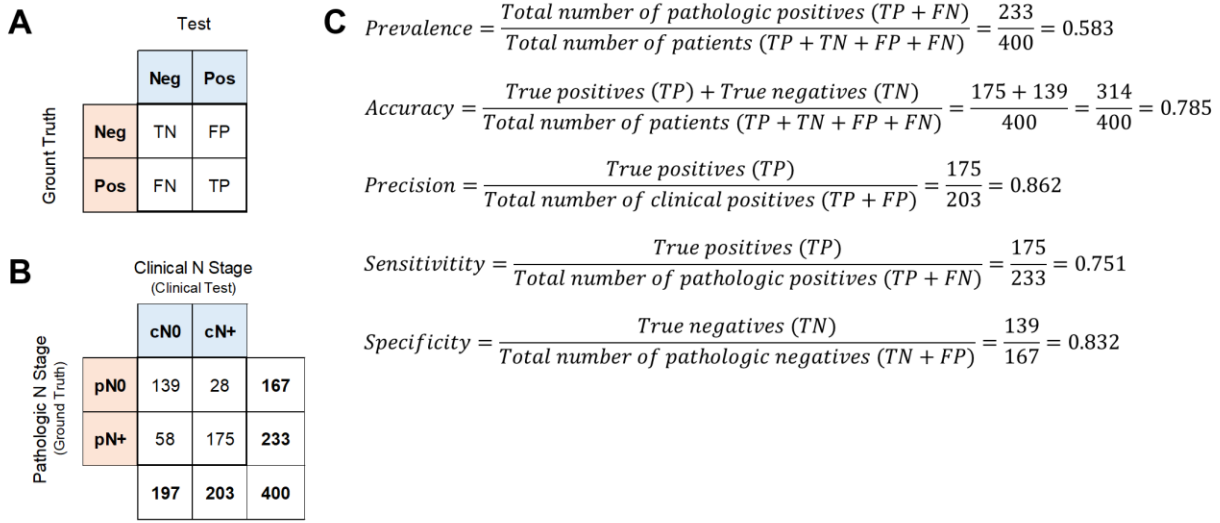 A
Test
Neg Pos
Grount Truth
Neg TN FP
Pos FN TP
B
Clinical N Stage
(Clinical Test)
cN0 cN+
Pathologic N Stage
(Ground Truth)
pN0 139 28 167
pN+ 58 175 233
197 203 400
C
Prevalence = Total number of pathologic positives (TP + FN) / Total number of patients (TP + TN + FP + FN) = 233 / 400 = 0.583
Accuracy = True positives (TP) + True negatives (TN) / Total number of patients (TP + TN + FP + FN) = 175 + 139 / 400 = 314 / 400 = 0.785
Precision = True positives (TP) / Total number of clinical positives (TP + FP) = 175 / 203 = 0.862
Sensitivitity = True positives (TP) / Total number of pathologic positives (TP + FN) = 175 / 233 = 0.751
Specificity = True negatives (TN) / Total number of pathologic negatives (TN + FP) = 139 / 167 = 0.832